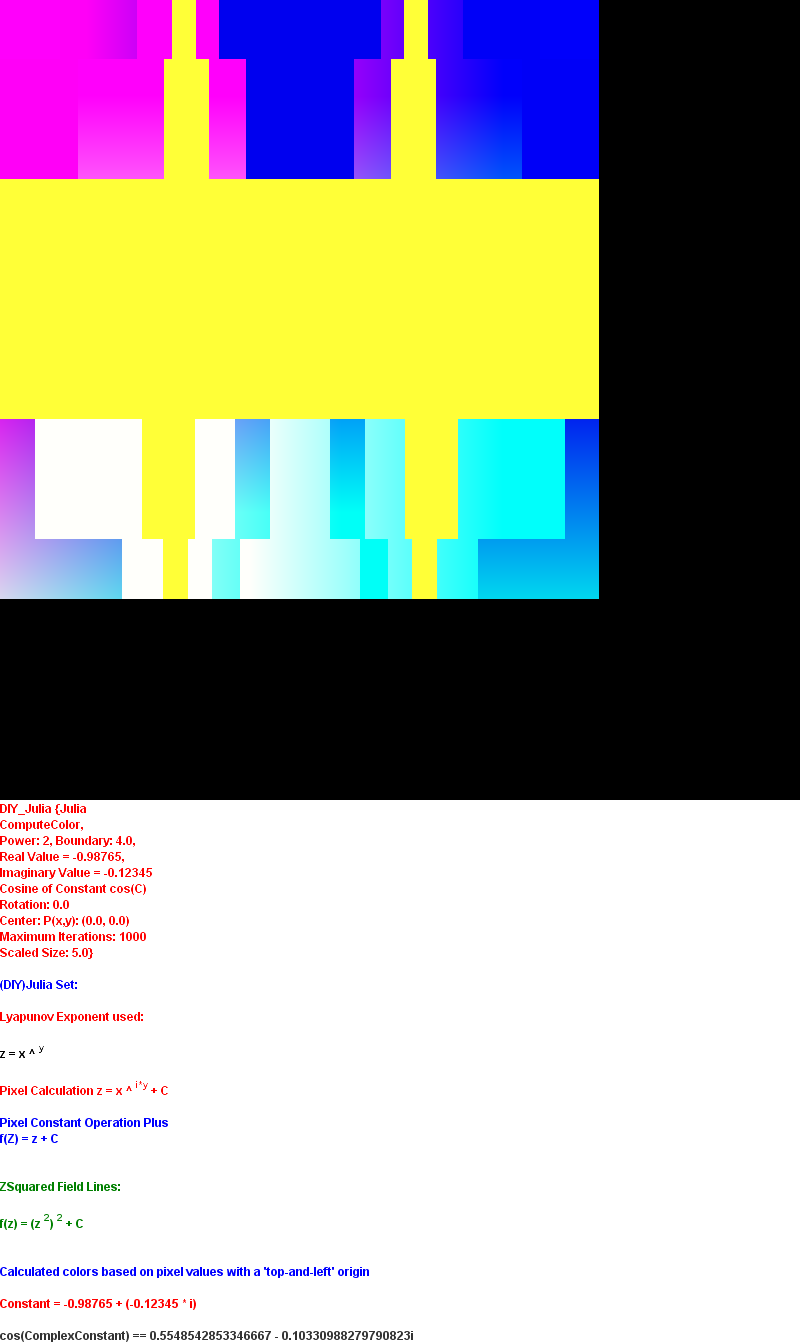 DIY_Julia {Julia
ComputeColor,
Power: 2, Boundary: 4.0,
Real Value = -0.98765,
Imaginary Value = -0.12345
Cosine of Constant cos(C)
Rotation: 0.0
Center: P(x,y): (0.0, 0.0)
Maximum Iterations: 1000
Scaled Size: 5.0}
(DIY)Julia Set:
Lyapunov Exponent used:
z = x ^ y
Pixel Calculation z = x ^ i*y + C
Pixel Constant Operation Plus
f(Z) = z + C
ZSquared Field Lines:
f(z) = (z 2) 2 + C
Calculated colors based on pixel values with a 'top-and-left' origin
Constant = -0.98765 + (-0.12345 * i)
cos(ComplexConstant) == 0.5548542853346667 - 0.10330988279790823i